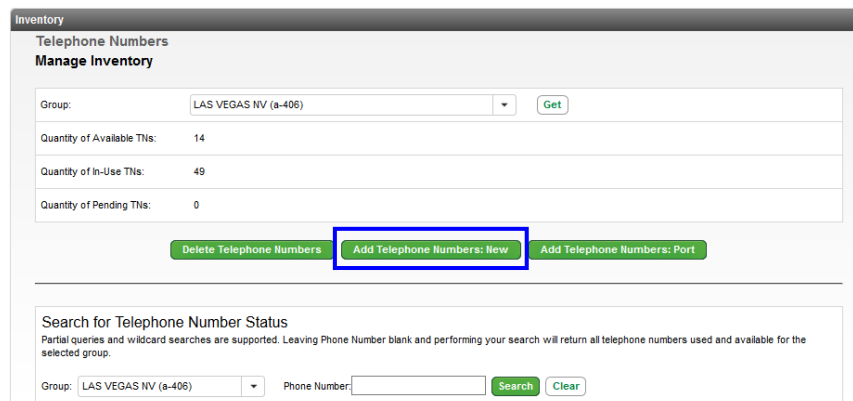 Inventory
Telephone Numbers
Manage Inventory
Group: LAS VEGAS NV (a-406) Get
Quantity of Available TNs: 14
Quantity of In-Use TNs: 49
Quantity of Pending TNs: 0
Delete Telephone Numbers Add Telephone Numbers: New Add Telephone Numbers: Port
Search for Telephone Number Status
Partial queries and wildcard searches are supported. Leaving Phone Number blank and performing your search will return all telephone numbers used and available for the
selected group.
Group: LAS VEGAS NV (a-406) Phone Number: Search Clear